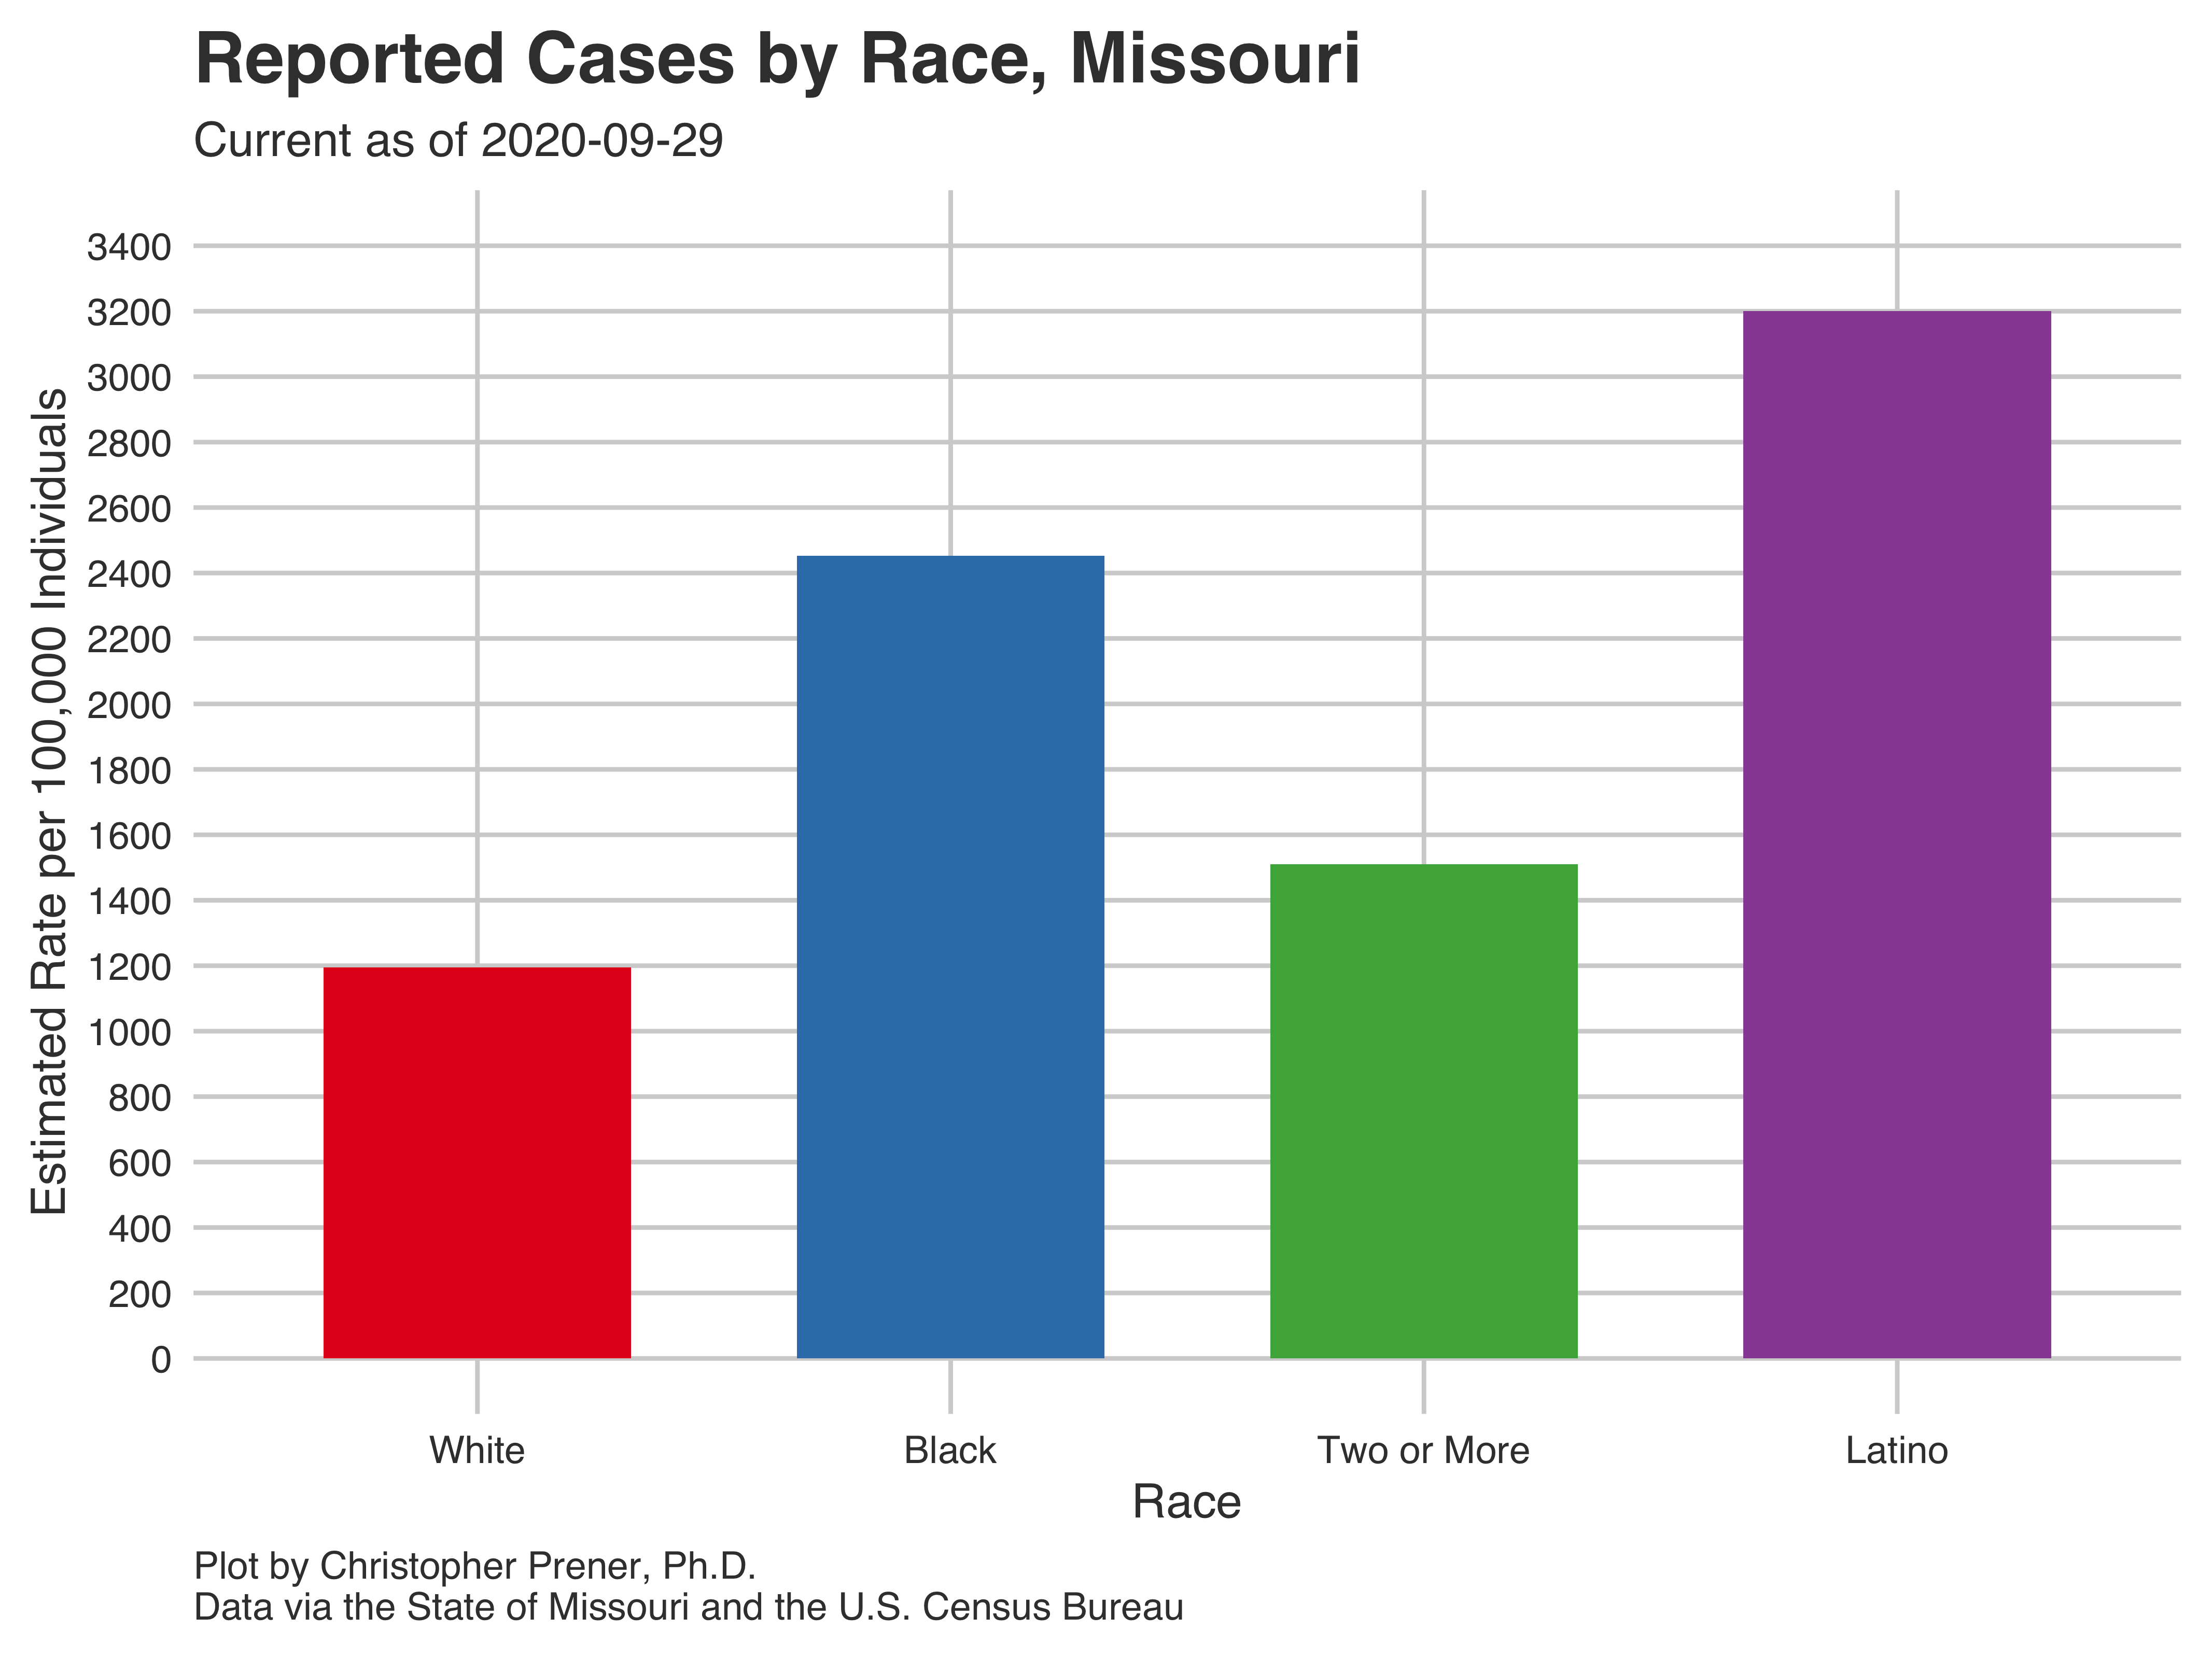 Reported Cases by Race, Missouri
Current as of 2020-09-29
Estimated Rate per 100,000 Individuals
3400
3200
3000
2800
2600
2400
2200
2000
1800
1600
1400
1200
1000
800
600
400
200
0
White Black Two or More Latino
Race
Plot by Christopher Prener, Ph.D.
Data via the State of Missouri and the U.S. Census Bureau